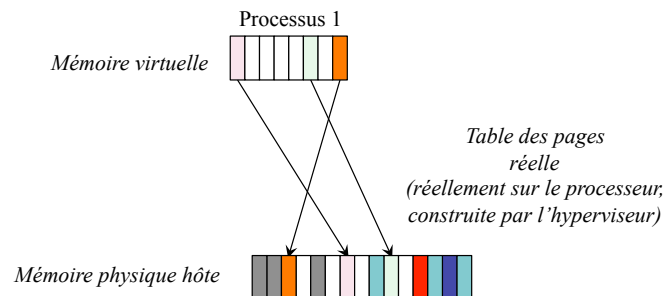 Processus 1
Mémoire virtuelle
Table des pages
réelle
(réellement sur le processeur,
construite par l’hyperviseur)
Mémoire physique hôte